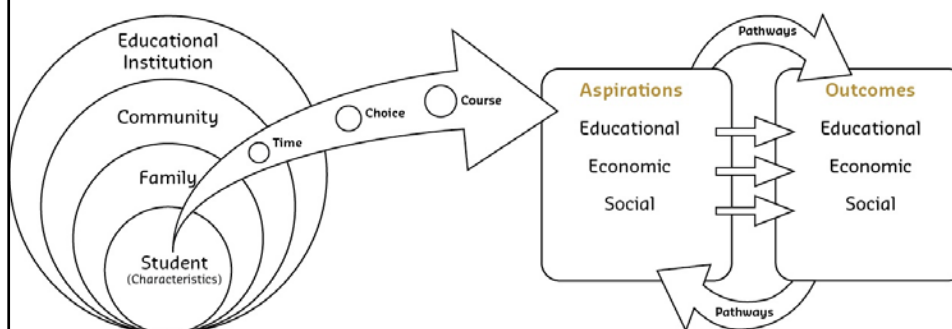 Educational
Institution
Community
Family
Student
(Characteristics)
Time
Choice
Course
Pathways
Aspirations
Educational
Economic
Social
Outcomes
Educational
Economic
Social
Pathways